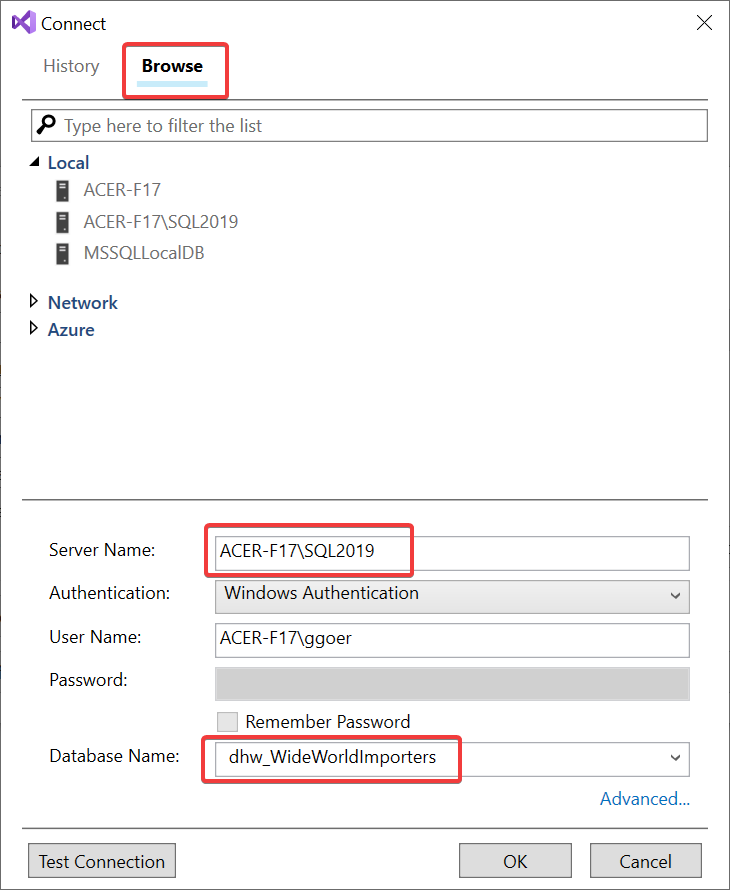 Connect
History Browse
Type here to filter the list
Local
ACER-F17
ACER-F17\SQL2019
MSSQLLocalDB
Network
Azure
Server Name: ACER-F17\SQL2019
Authentication: Windows Authentication
User Name: ACER-F17\ggoer
Password:
Remember Password
Database Name: dhw_WideWorldImporters
Advanced...
Test Connection OK Cancel